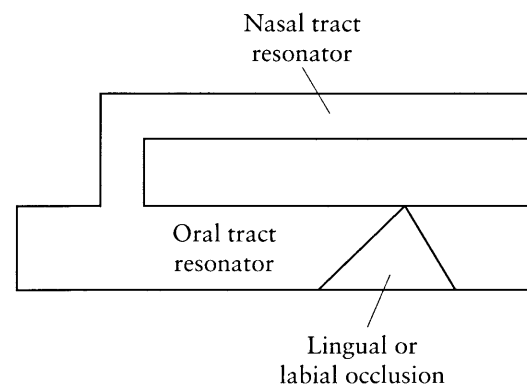 Nasal tract
resonator
Oral tract
resonator
Lingual or
labial occlusion